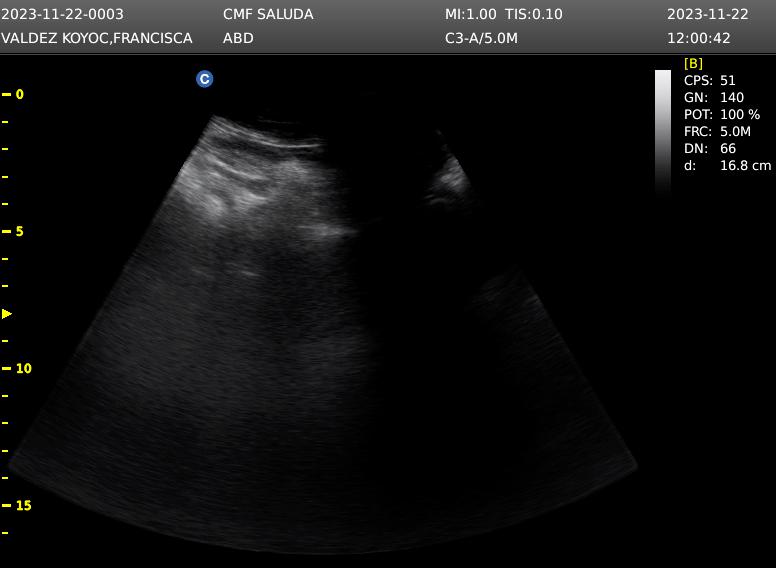 2023-11-22-0003 CMF SALUDA MI:1.00 TIS:0.10 2023-11-22
VALDEZ KOYOC,FRANCISCA ABD C3-A/5.0M 12:00:42
C
[B]
CPS: 51
GN: 140
POT: 100 %
FRC: 5.0M
DN: 66
d: 16.8 cm
0
5
10
15